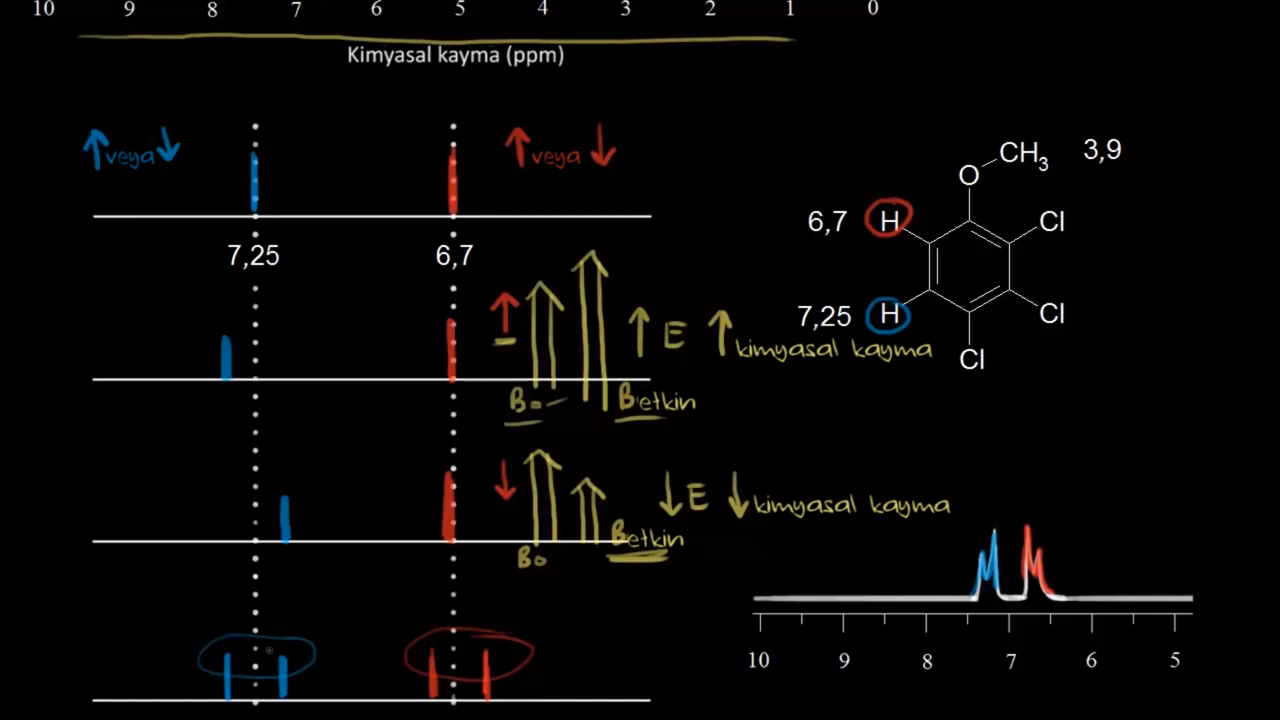 10 9 8 7 6 5 4 3 2 1 0
Kimyasal kayma (ppm)
veya
veya
7,25 6,7
B₀ Betkin
E kimyasal kayma
B₀ Betkin
E kimyasal kayma
O CH₃ 3,9
6,7 H Cl
7,25 H Cl
Cl
10 9 8 7 6 5